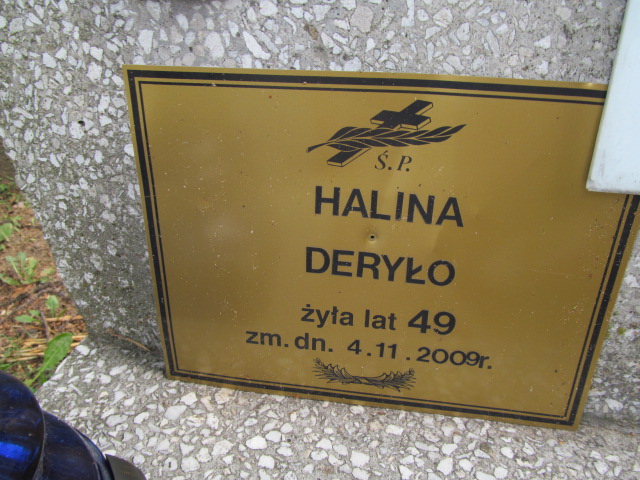 Ś.P.
HALINA
DERYŁO
żyła lat 49
zm. dn. 4.11.2009r.